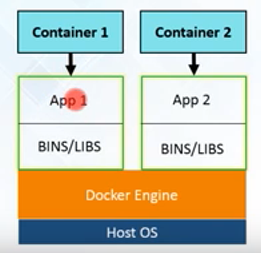 Container 1
Container 2
App 1
App 2
BINS/LIBS
BINS/LIBS
Docker Engine
Host OS